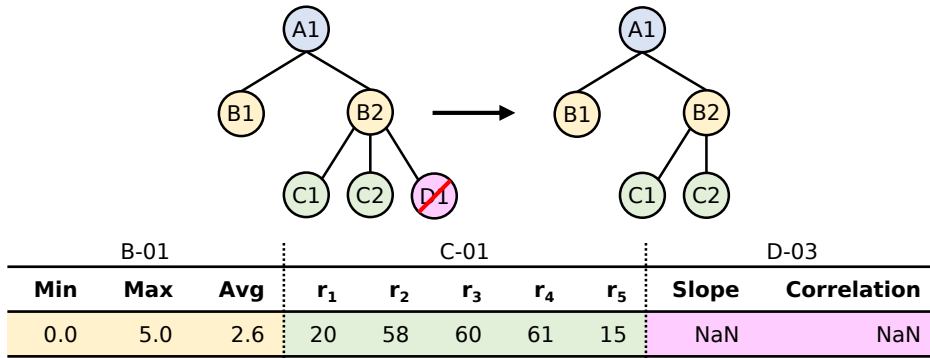 A1 A1
B1 B2 B1 B2
C1 C2 D1 C1 C2
B-01 C-01 D-03
Min Max Avg r₁ r₂ r₃ r₄ r₅ Slope Correlation
0.0 5.0 2.6 20 58 60 61 15 NaN NaN